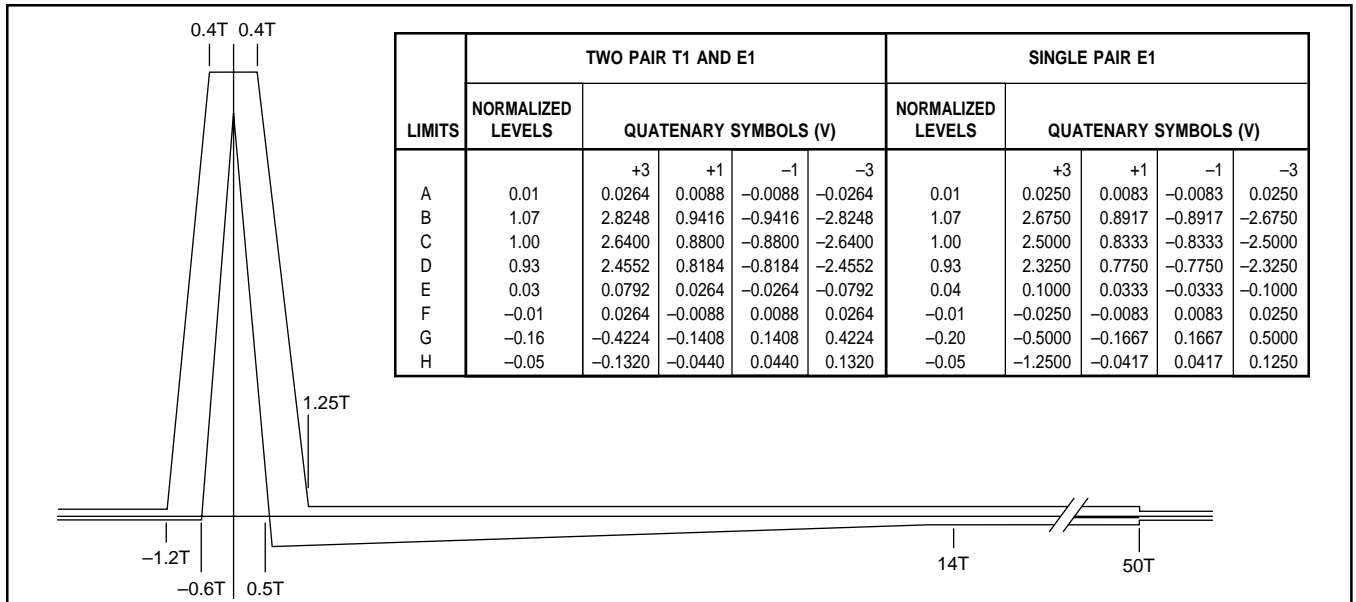 0.4T 0.4T
TWO PAIR T1 AND E1 SINGLE PAIR E1
LIMITS NORMALIZED LEVELS QUATENARY SYMBOLS (V) NORMALIZED LEVELS QUATENARY SYMBOLS (V)
+3 +1 –1 –3 +3 +1 –1 –3
A 0.01 0.0264 0.0088 –0.0088 –0.0264 0.01 0.0250 0.0083 –0.0083 0.0250
B 1.07 2.8248 0.9416 –0.9416 –2.8248 1.07 2.6750 0.8917 –0.8917 –2.6750
C 1.00 2.6400 0.8800 –0.8800 –2.6400 1.00 2.5000 0.8333 –0.8333 –2.5000
D 0.93 2.4552 0.8184 –0.8184 –2.4552 0.93 2.3250 0.7750 –0.7750 –2.3250
E 0.03 0.0792 0.0264 –0.0264 –0.0792 0.04 0.1000 0.0333 –0.0333 –0.1000
F –0.01 0.0264 –0.0088 0.0088 0.0264 –0.01 –0.0250 –0.0083 0.0083 0.0250
G –0.16 –0.4224 –0.1408 0.1408 0.4224 –0.20 –0.5000 –0.1667 0.1667 0.5000
H –0.05 –0.1320 –0.0440 0.0440 0.1320 –0.05 –1.2500 –0.0417 0.0417 0.1250
1.25T
–1.2T 14T 50T
–0.6T 0.5T